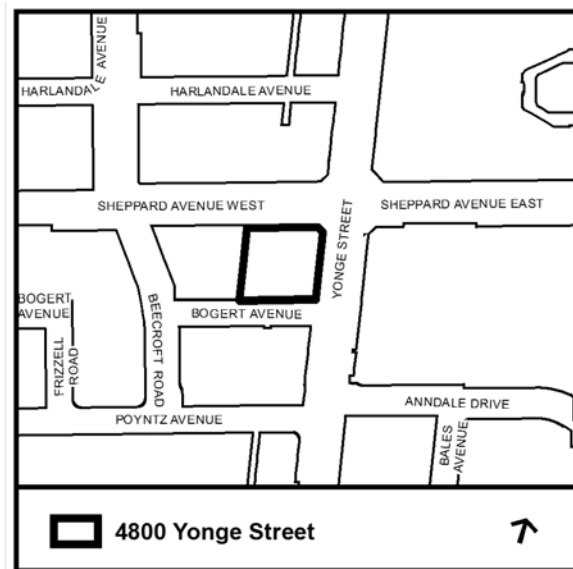 AVENUE
HARLANDALE AVENUE
HARLANDALE AVENUE
SHEPPARD AVENUE WEST
SHEPPARD AVENUE EAST
YONGE STREET
BOGERT
AVENUE
BOGERT AVENUE
BEECROFT ROAD
FRIZZELL
ROAD
POYNTZ AVENUE
ANNDALE DRIVE
BALES
AVENUE
4800 Yonge Street